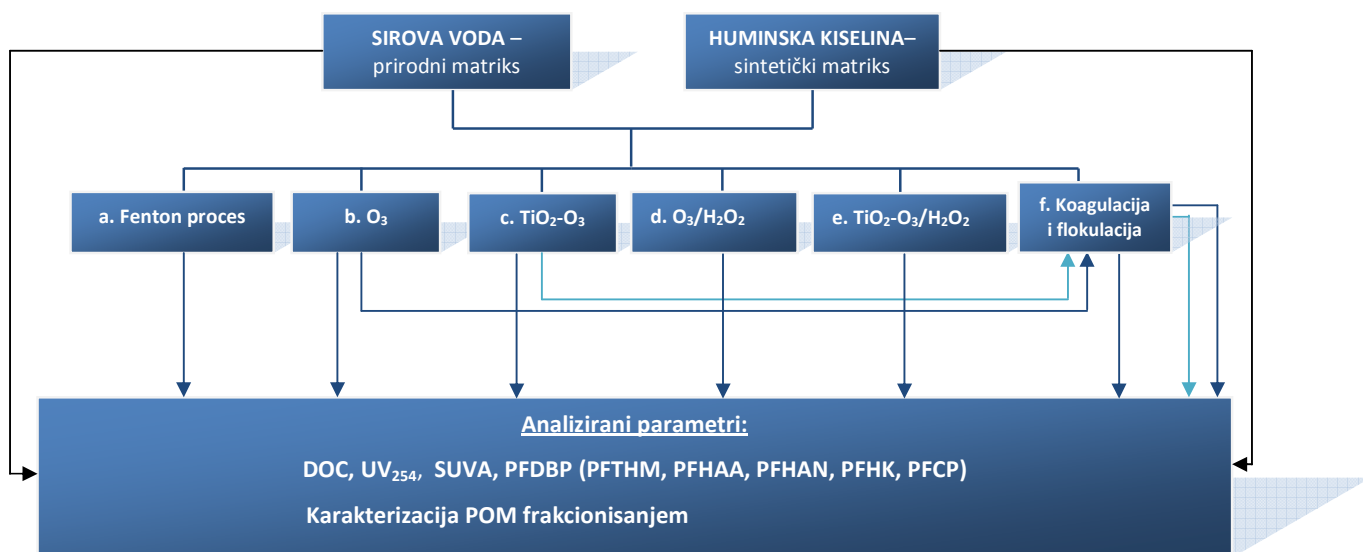 SIROVA VODA –
prirodni matriks
HUMINSKA KISELINA–
sintetički matriks
a. Fenton proces
b. O₃
c. TiO₂-O₃
d. O₃/H₂O₂
e. TiO₂-O₃/H₂O₂
f. Koagulacija
i flokulacija
Analizirani parametri:
DOC, UV₂₅₄, SUVA, PFDBP (PFTHM, PFHAA, PFHAN, PFHK, PFCP)
Karakterizacija POM frakcionisanjem